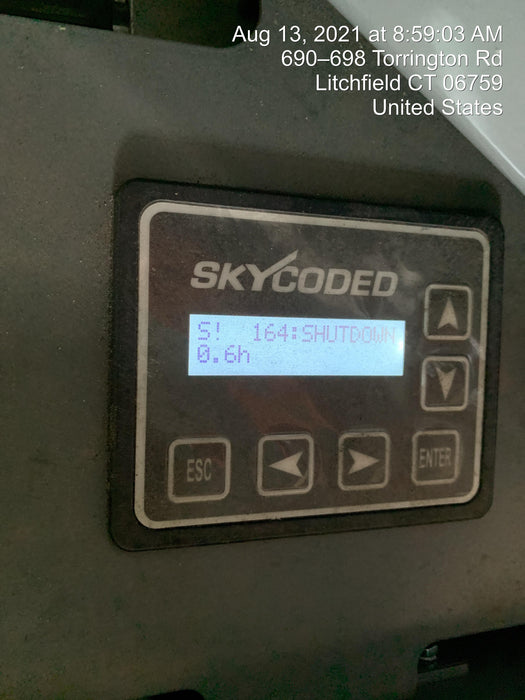 Aug 13, 2021 at 8:59:03 AM
690–698 Torrington Rd
Litchfield CT 06759
United States
SKYCODED
S! 164:SHUTDOWN
0.6h
ESC
ENTER